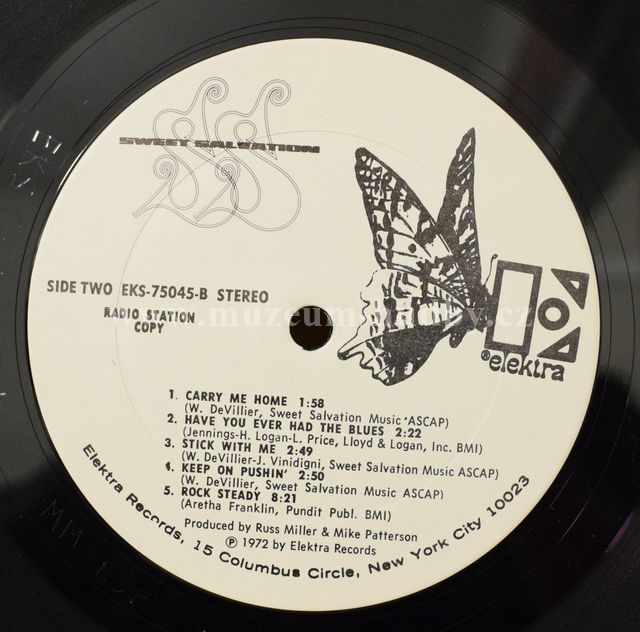 SWEET SALVATION
SIDE TWO EKS-75045-B STEREO
RADIO STATION
COPY
®elektra
1. CARRY ME HOME 1:58
(W. DeVillier, Sweet Salvation Music 'ASCAP)
2. HAVE YOU EVER HAD THE BLUES 2:22
(Jennings-H. Logan-L. Price, Lloyd & Logan, Inc. BMI)
3. STICK WITH ME 2:49
(W. DeVillier-J. Vinidigni, Sweet Salvation Music ASCAP)
4. KEEP ON PUSHIN' 2:50
(W. DeVillier, Sweet Salvation Music ASCAP)
5. ROCK STEADY 8:21
(Aretha Franklin, Pundit Publ. BMI)
Produced by Russ Miller & Mike Patterson
℗ 1972 by Elektra Records
Elektra Records, 15 Columbus Circle, New York City 10023
EKS